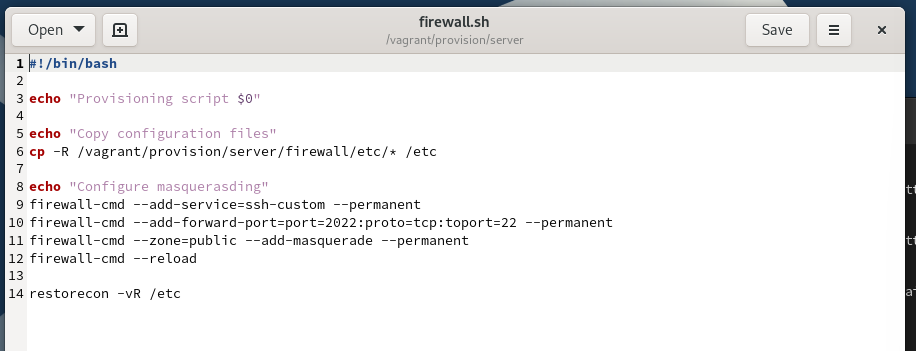 Open
firewall.sh
/vagrant/provision/server
Save
1 #!/bin/bash
2
3 echo "Provisioning script $0"
4
5 echo "Copy configuration files"
6 cp -R /vagrant/provision/server/firewall/etc/* /etc
7
8 echo "Configure masquerasding"
9 firewall-cmd --add-service=ssh-custom --permanent
10 firewall-cmd --add-forward-port=port=2022:proto=tcp:toport=22 --permanent
11 firewall-cmd --zone=public --add-masquerade --permanent
12 firewall-cmd --reload
13
14 restorecon -vR /etc